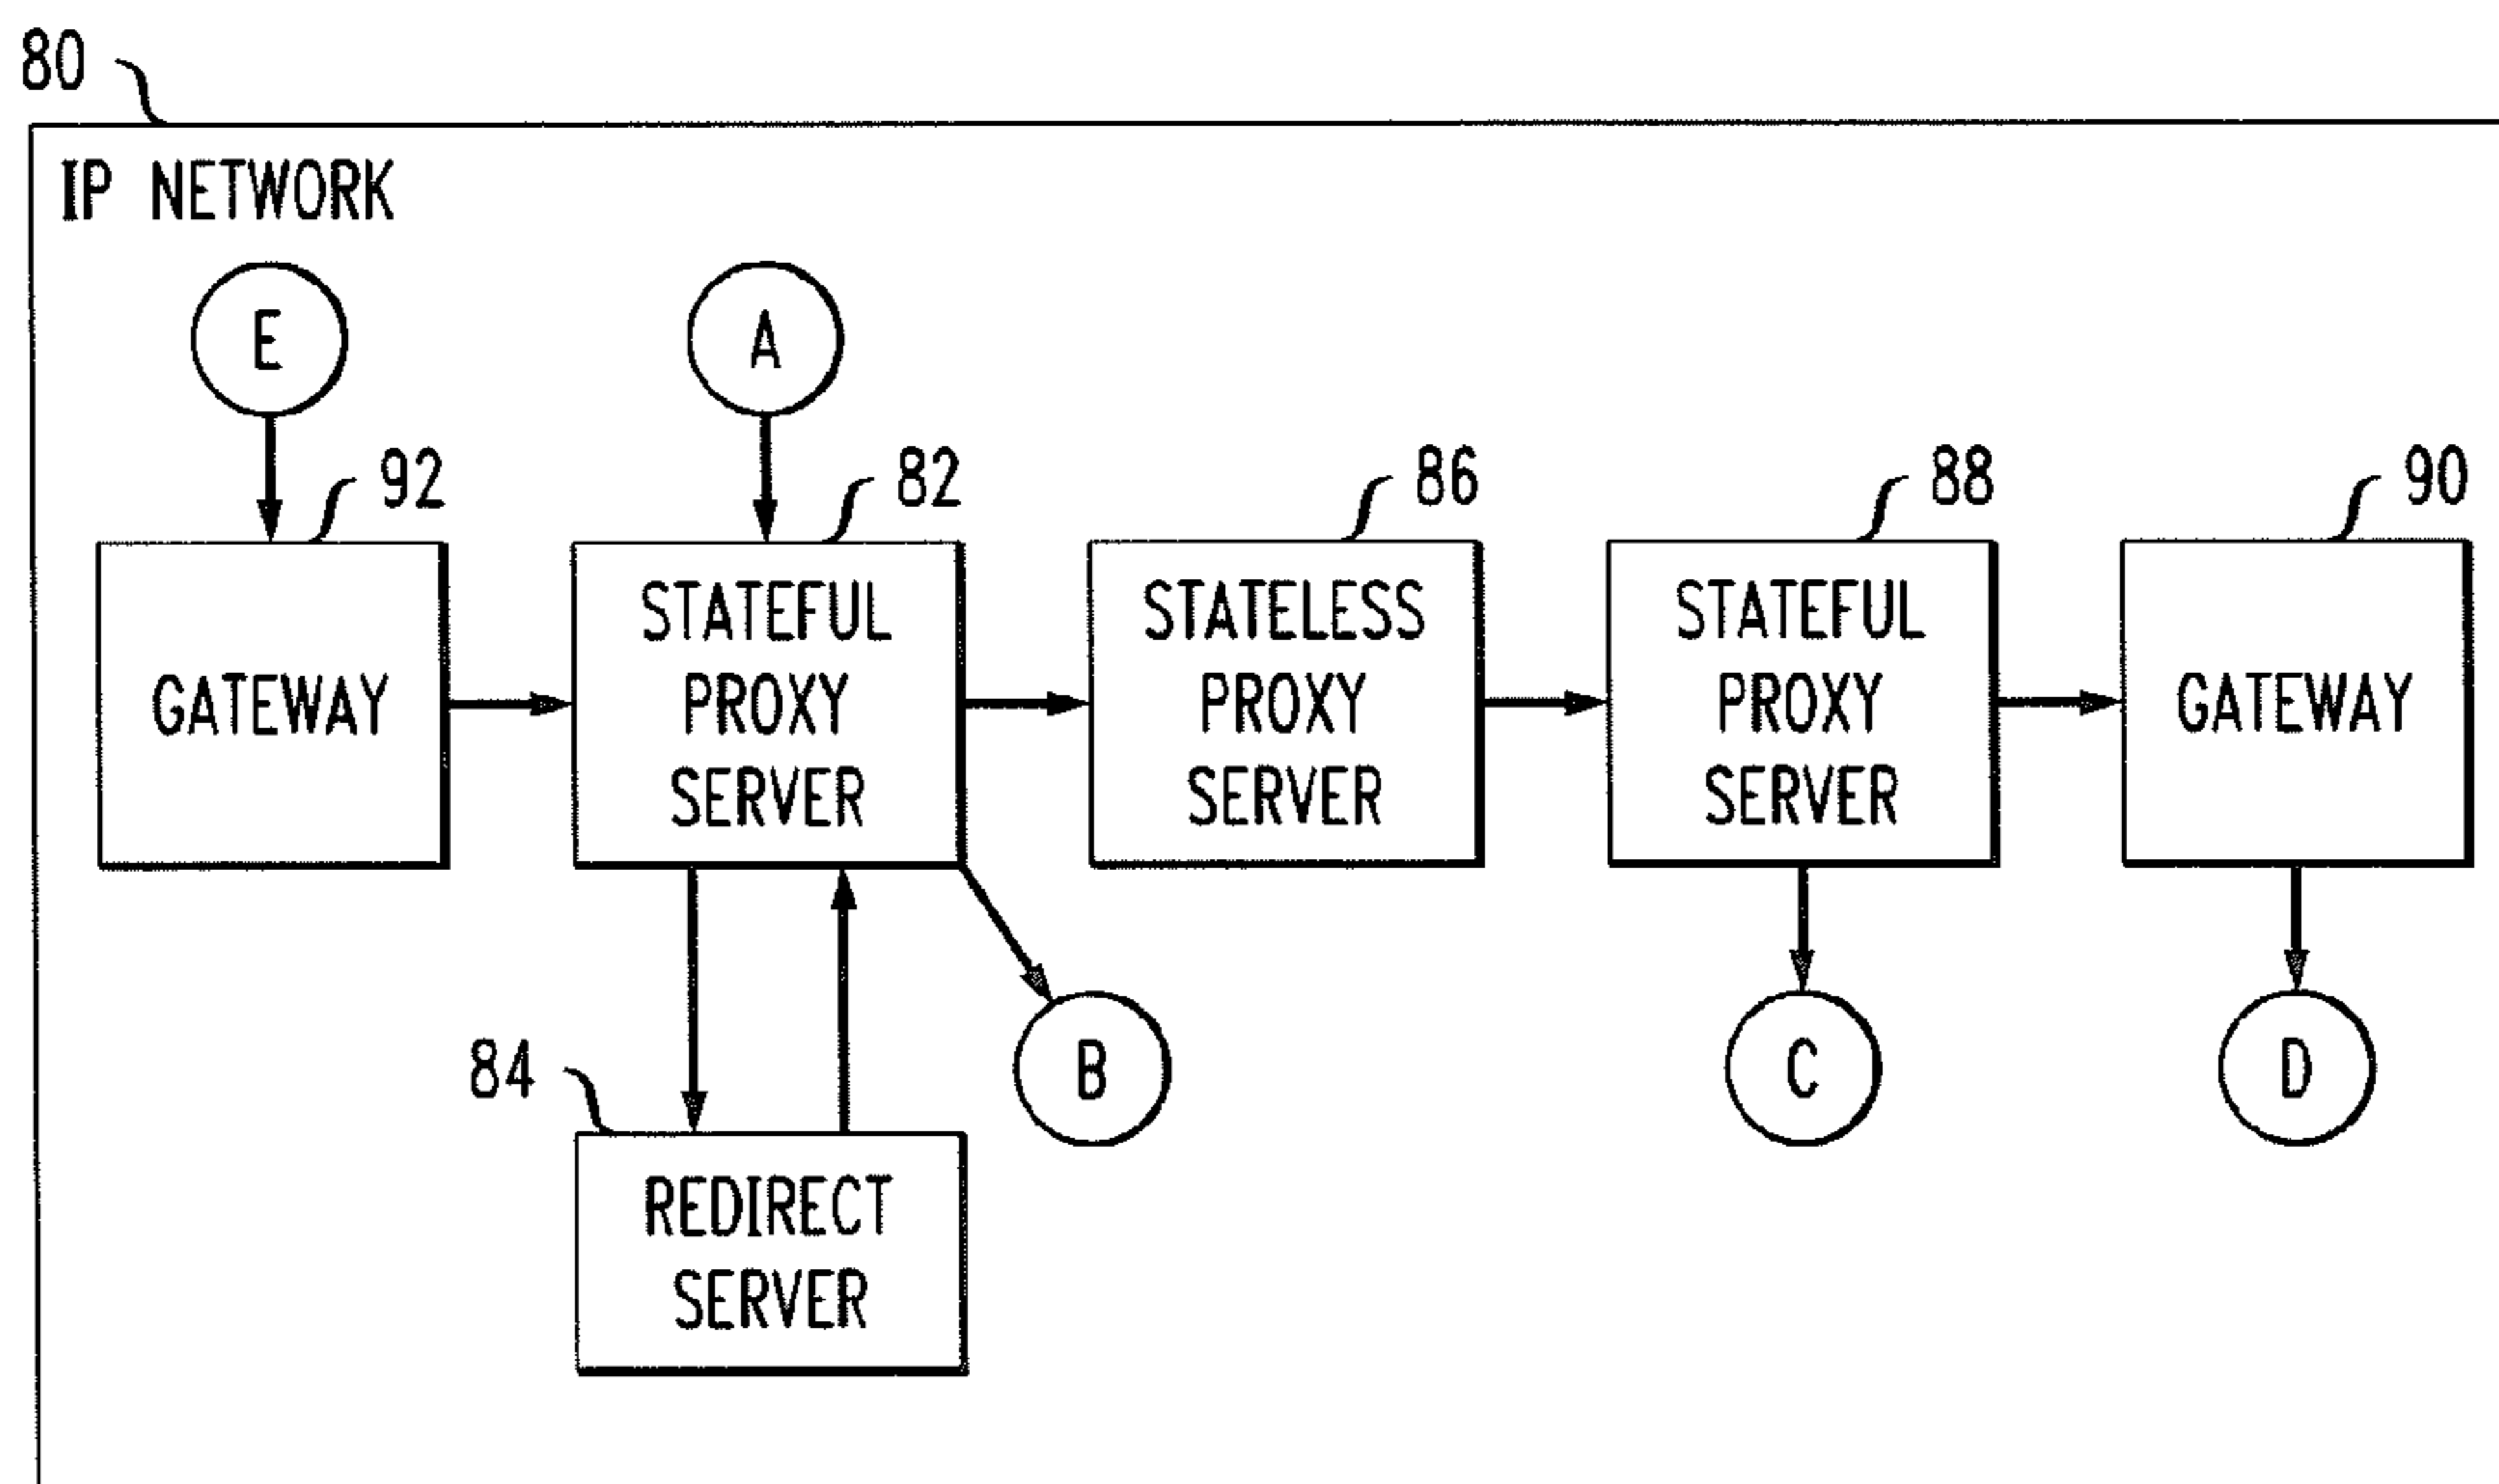 80
IP NETWORK
E
A
92
82
86
88
90
GATEWAY
STATEFUL
PROXY
SERVER
STATELESS
PROXY
SERVER
STATEFUL
PROXY
SERVER
GATEWAY
84
B
C
D
REDIRECT
SERVER